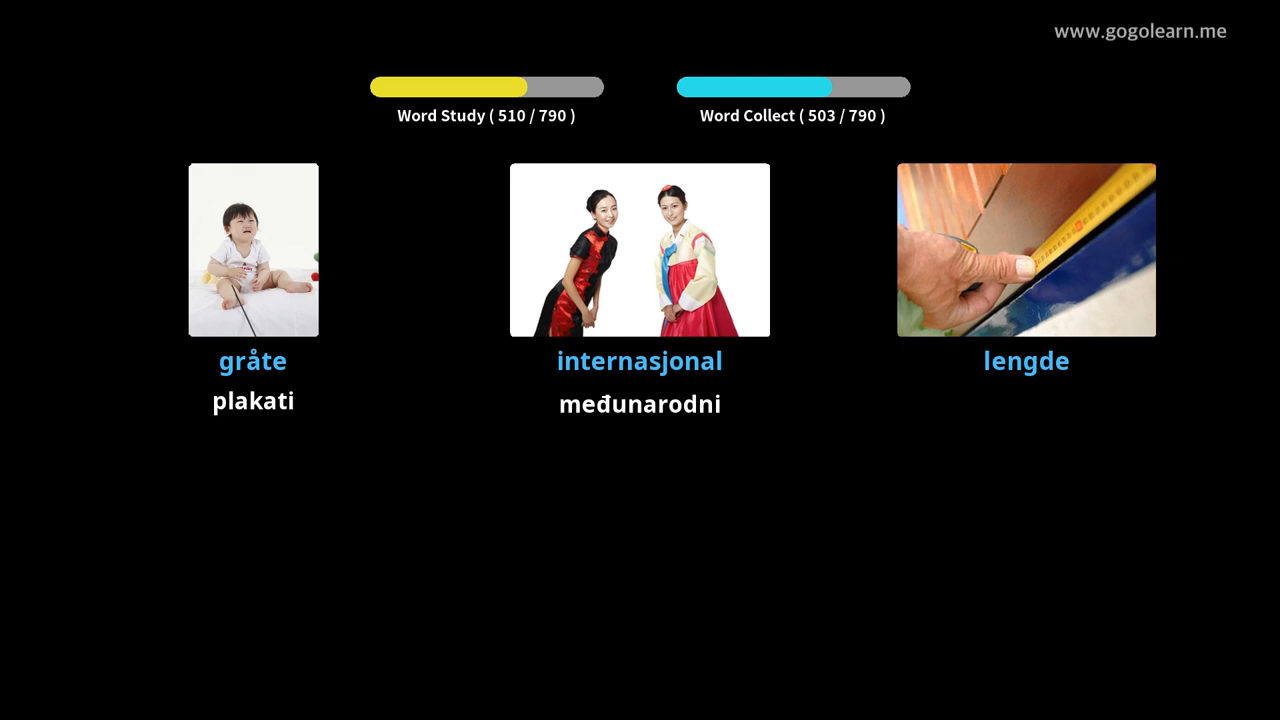 www.gogolearn.me
Word Study ( 510 / 790 )
Word Collect ( 503 / 790 )
gråte
internasjonal
lengde
plakati
međunarodni